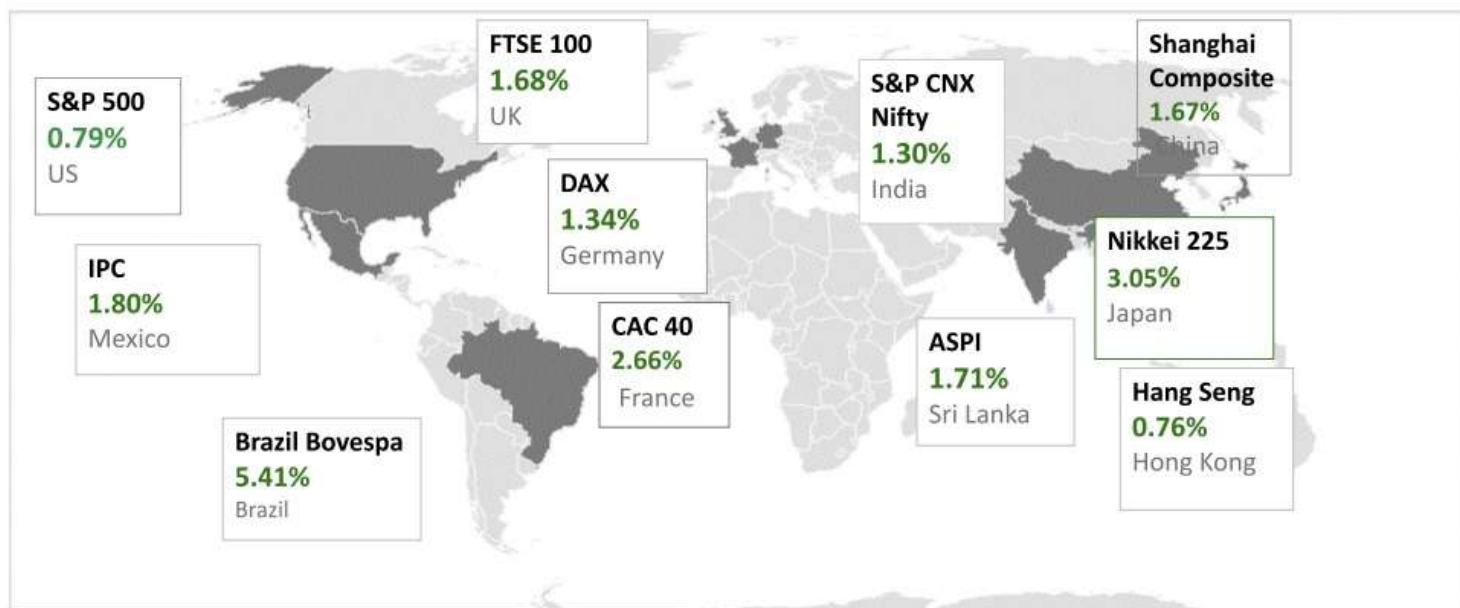 S&P 500
0.79%
US
FTSE 100
1.68%
UK
S&P CNX
Nifty
1.30%
India
Shanghai
Composite
1.67%
China
IPC
1.80%
Mexico
DAX
1.34%
Germany
Nikkei 225
3.05%
Japan
CAC 40
2.66%
France
ASPI
1.71%
Sri Lanka
Hang Seng
0.76%
Hong Kong
Brazil Bovespa
5.41%
Brazil